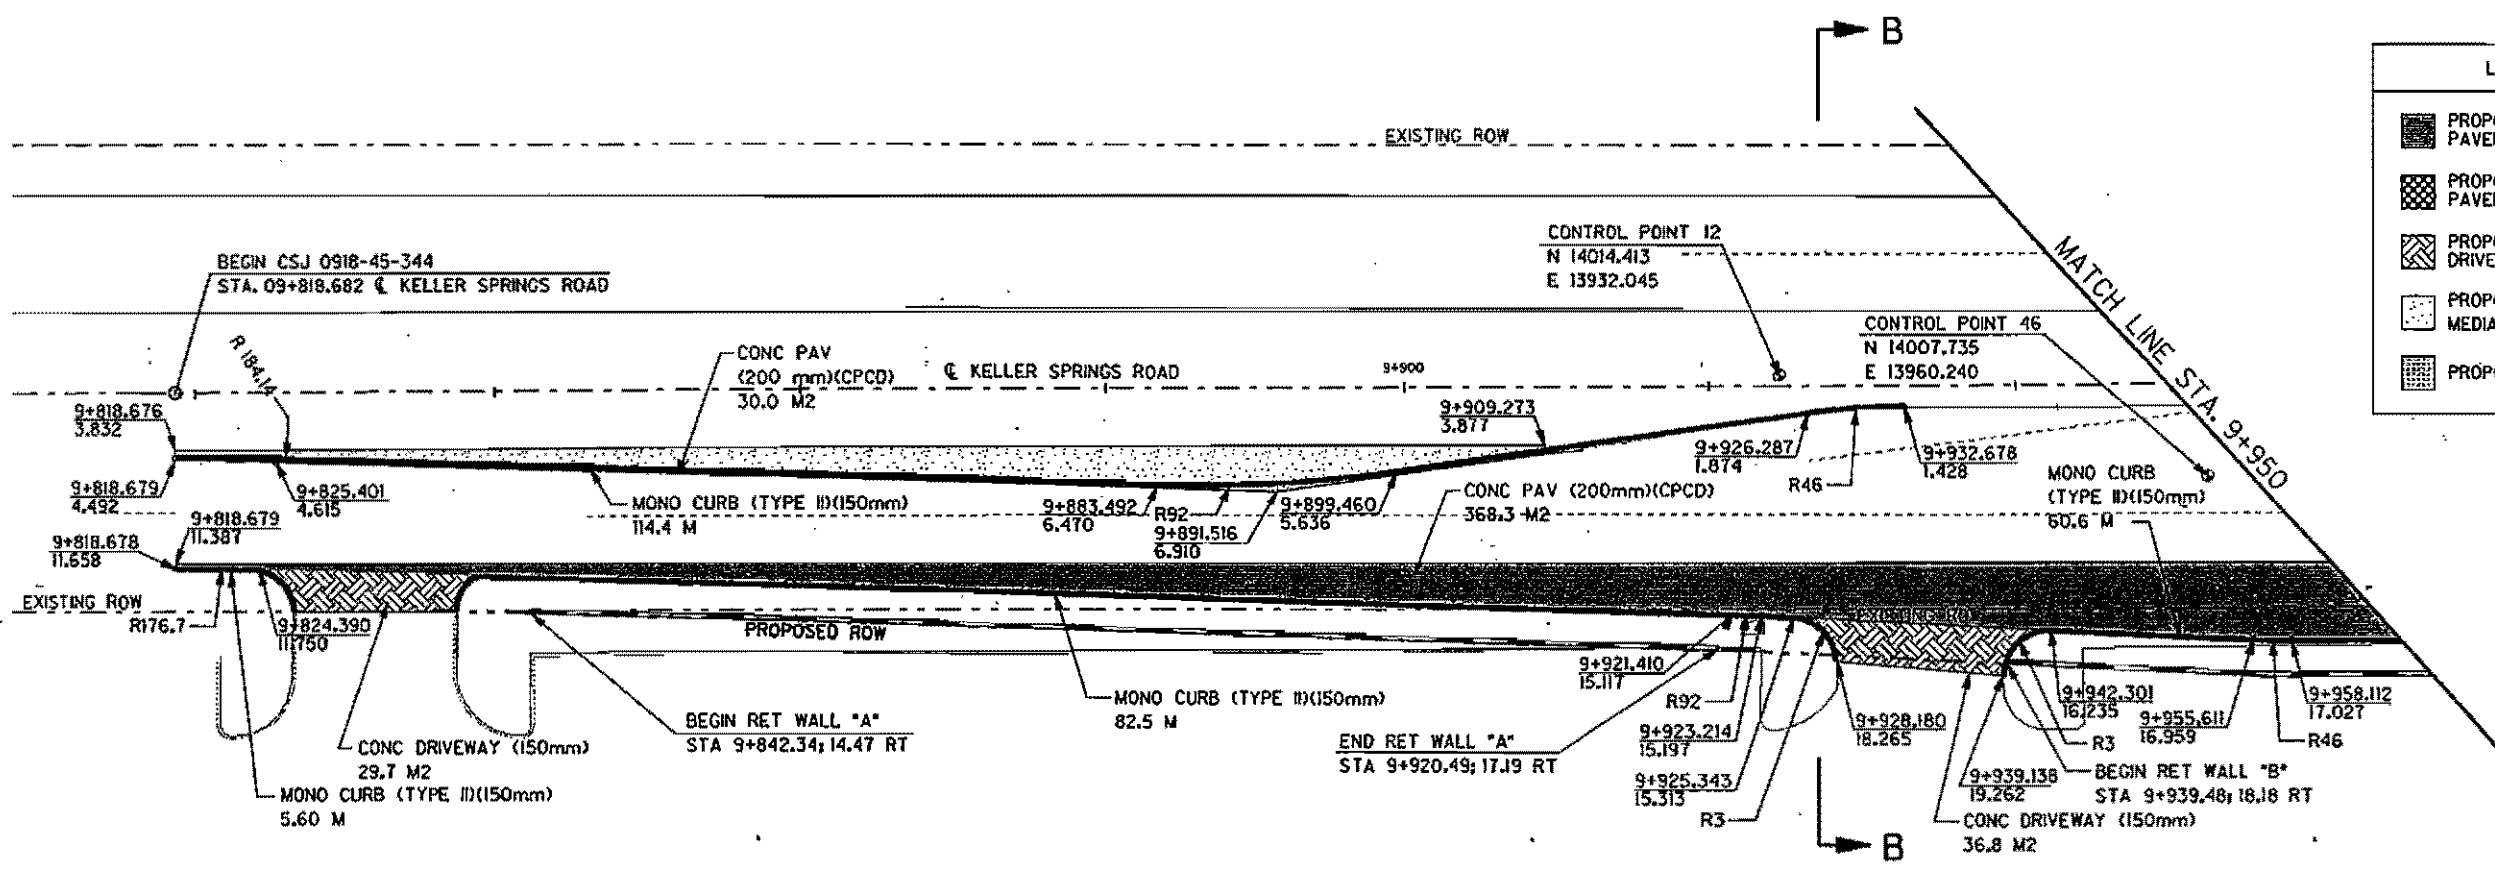 B
L
PROP
PAVE
PROP
PAVE
PROP
DRIVE
PROP
MEDIA
PROP
EXISTING ROW
BEGIN CSJ 0918-45-344
STA. 09+818.682 ℄ KELLER SPRINGS ROAD
CONTROL POINT 12
N 14014.413
E 13932.045
MATCH LINE STA. 9+950
CONTROL POINT 46
N 14007.735
E 13960.240
R 184.14
CONC PAV
(200 mm)(CPCD)
30.0 M2
℄ KELLER SPRINGS ROAD
9+900
9+818.676
3.832
9+909.273
3.877
9+926.287
1.874
R46
9+932.678
1.428
9+818.679
4.492
9+825.401
4.615
MONO CURB (TYPE II)(150mm)
114.4 M
9+883.492
6.470
R92
9+891.516
6.910
9+899.460
5.636
CONC PAV (200mm)(CPCD)
368.3 M2
MONO CURB
(TYPE II)(150mm)
60.6 M
9+818.679
11.387
9+818.678
11.658
EXISTING ROW
R176.7
9+824.390
11.750
PROPOSED ROW
MONO CURB (TYPE II)(150mm)
82.5 M
BEGIN RET WALL "A"
STA 9+842.34; 14.47 RT
CONC DRIVEWAY (150mm)
29.7 M2
MONO CURB (TYPE II)(150mm)
5.60 M
END RET WALL "A"
STA 9+920.49; 17.19 RT
9+921.410
15.117
R92
9+923.214
15.197
9+925.343
15.313
R3
9+928.180
18.265
9+939.138
19.262
9+942.301
16.235
R3
9+955.611
16.959
9+958.112
17.027
R46
BEGIN RET WALL "B"
STA 9+939.48; 18.18 RT
CONC DRIVEWAY (150mm)
36.8 M2
B